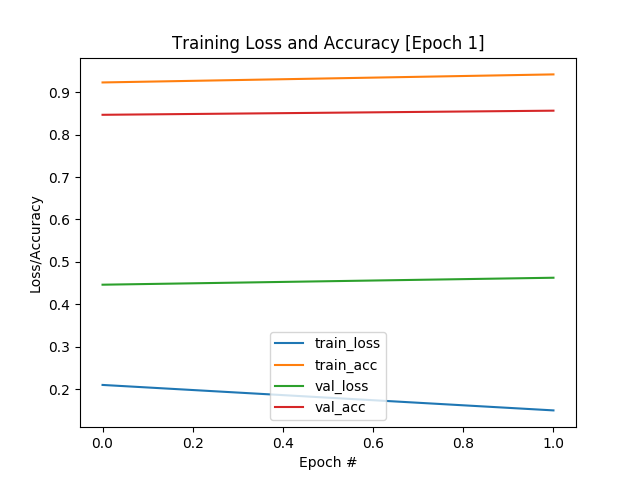 Training Loss and Accuracy [Epoch 1]
Loss/Accuracy
0.9
0.8
0.7
0.6
0.5
0.4
0.3
0.2
train_loss
train_acc
val_loss
val_acc
0.0 0.2 0.4 0.6 0.8 1.0
Epoch #